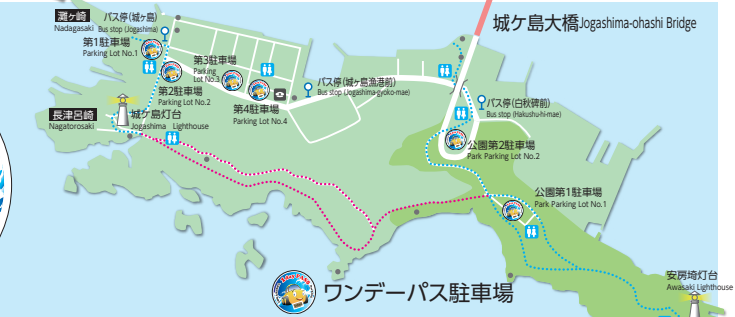 灘ヶ崎
Nadagasaki
バス停(城ヶ島)
Bus stop (Jogashima)
第1駐車場
Parking Lot No.1
第2駐車場
Parking Lot No.2
第3駐車場
Parking
Lot No.3
第4駐車場
Parking Lot No.4
バス停(城ヶ島漁港前)
Bus stop (Jogashima-gyoko-mae)
城ケ島大橋 Jogashima-ohashi Bridge
バス停(白秋碑前)
Bus stop (Hakushu-hi-mae)
長津呂崎
Nagatorosaki
城ケ島灯台
Jogashima Lighthouse
公園第2駐車場
Park Parking Lot No.2
公園第1駐車場
Park Parking Lot No.1
安房埼灯台
Awasaki Lighthouse
ワンデーパス駐車場